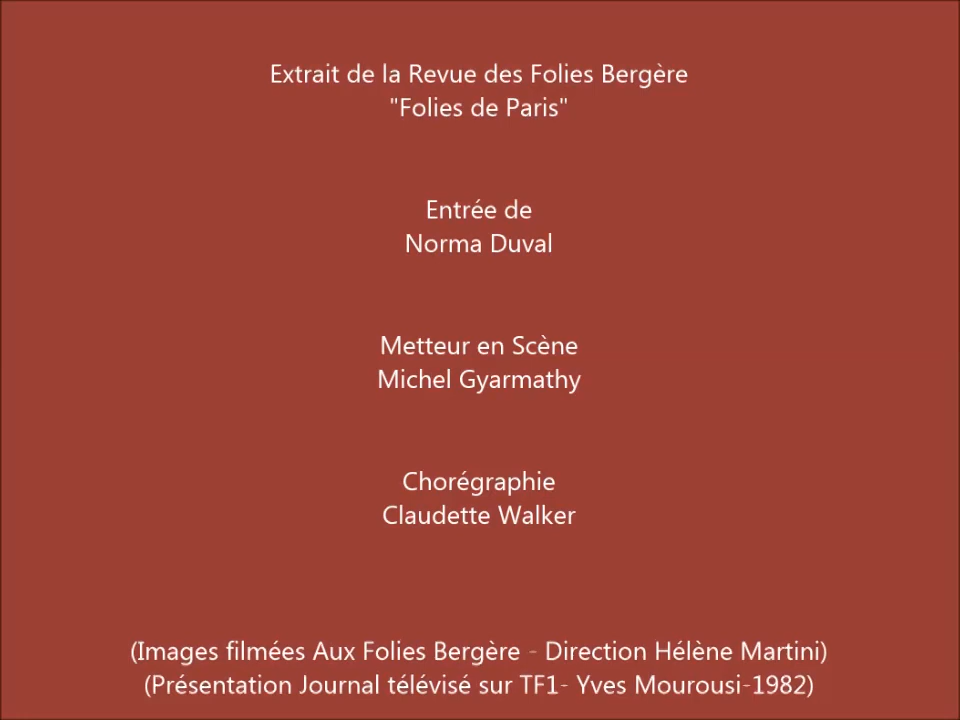 Extrait de la Revue des Folies Bergère
"Folies de Paris"
Entrée de
Norma Duval
Metteur en Scène
Michel Gyarmathy
Chorégraphie
Claudette Walker
(Images filmées Aux Folies Bergère - Direction Hélène Martini)
(Présentation Journal télévisé sur TF1- Yves Mourousi-1982)